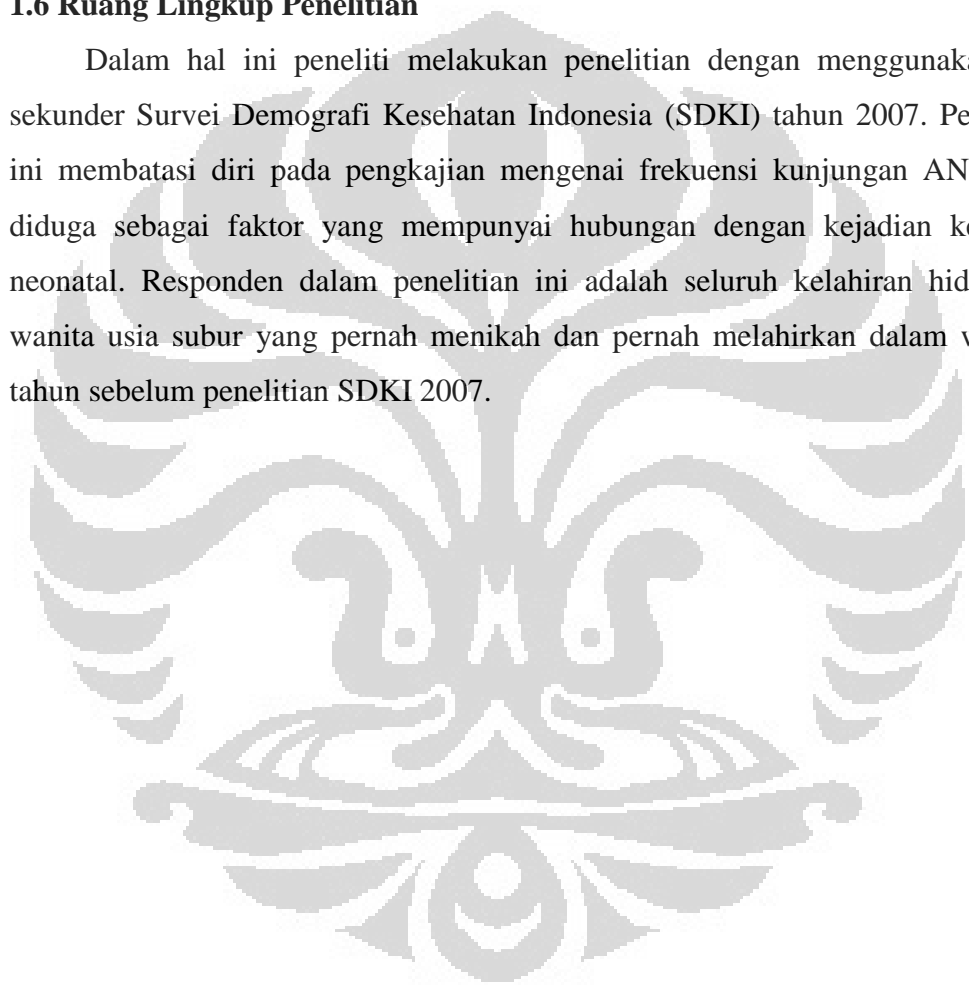 1.6 Ruang Lingkup Penelitian
Dalam hal ini peneliti melakukan penelitian dengan menggunaka
sekunder Survei Demografi Kesehatan Indonesia (SDKI) tahun 2007. Pe
ini membatasi diri pada pengkajian mengenai frekuensi kunjungan AN
diduga sebagai faktor yang mempunyai hubungan dengan kejadian ke
neonatal. Responden dalam penelitian ini adalah seluruh kelahiran hid
wanita usia subur yang pernah menikah dan pernah melahirkan dalam w
tahun sebelum penelitian SDKI 2007.